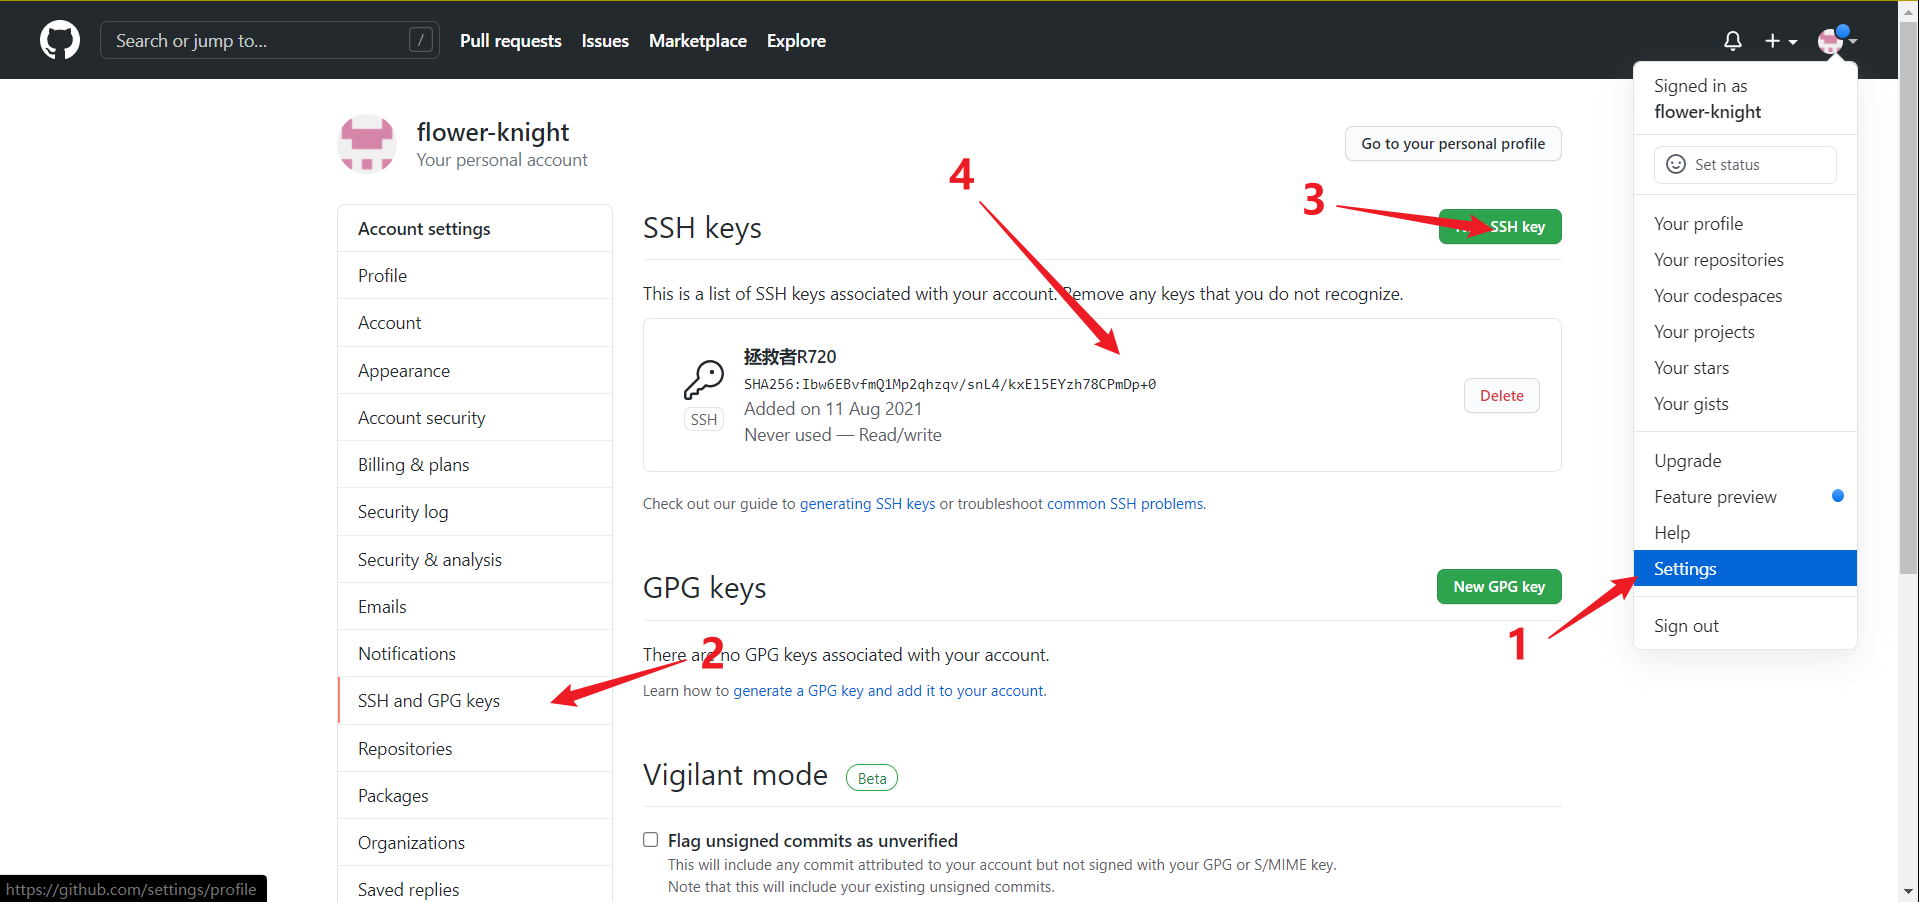 Search or jump to...
/
Pull requests
Issues
Marketplace
Explore
Signed in as
flower-knight
Set status
Your profile
Your repositories
Your codespaces
Your projects
Your stars
Your gists
Upgrade
Feature preview
Help
Settings
Sign out
1
flower-knight
Your personal account
Go to your personal profile
Account settings
Profile
Account
Appearance
Account security
Billing & plans
Security log
Security & analysis
Emails
Notifications
SSH and GPG keys
Repositories
Packages
Organizations
Saved replies
2
4
3
SSH keys
SSH key
This is a list of SSH keys associated with your account. Remove any keys that you do not recognize.
拯救者R720
SHA256:Ibw6EBvfmQ1Mp2qhzqv/snL4/kxEl5EYzh78CPmDp+0
Added on 11 Aug 2021
Never used — Read/write
SSH
Delete
Check out our guide to generating SSH keys or troubleshoot common SSH problems.
GPG keys
New GPG key
There are no GPG keys associated with your account.
Learn how to generate a GPG key and add it to your account.
Vigilant mode
Beta
Flag unsigned commits as unverified
This will include any commit attributed to your account but not signed with your GPG or S/MIME key.
Note that this will include your existing unsigned commits.
https://github.com/settings/profile